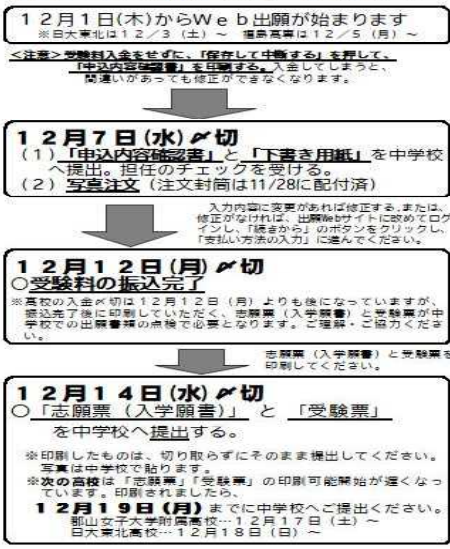 12月1日(木)からWeb出願が始まります
※日大東北は12/3(土)～ 福島高専は12/5(月)～
<注意>受験料入金をせずに、「保存して中断する」を押して、
「申込内容確認書」を印刷する。入金してしまうと、
間違いがあっても修正ができなくなります。
12月7日(水)〆切
(1)「申込内容確認書」と「下書き用紙」を中学校
へ提出。担任のチェックを受ける。
(2) 写真注文(注文封筒は11/28に配付済)
入力内容に変更があれば修正する。または、
修正がなければ、出願Webサイトに改めてログ
インし、「続きから」のボタンをクリックし、
「支払い方法の入力」に進んでください。
12月12日(月)〆切
○受験料の振込完了
※高校の入金〆切は12月12日(月)よりも後になっていますが、
振込完了後に印刷していただく、志願票(入学願書)と受験票が中
学校での出願書類の点検で必要となります。ご理解・ご協力くださ
い。
志願票(入学願書)と受験票を
印刷してください。
12月14日(水)〆切
○「志願票(入学願書)」と「受験票」
を中学校へ提出する。
※印刷したものは、切り取らずにそのまま提出してください。
写真は中学校で貼ります。
※次の高校は「志願票」「受験票」の印刷可能開始が遅くなっ
ています。印刷されましたら、
12月19日(月)までに中学校へご提出ください。
郡山女子大学附属高校…12月17日(土)～
日大東北高校…12月18日(日)～